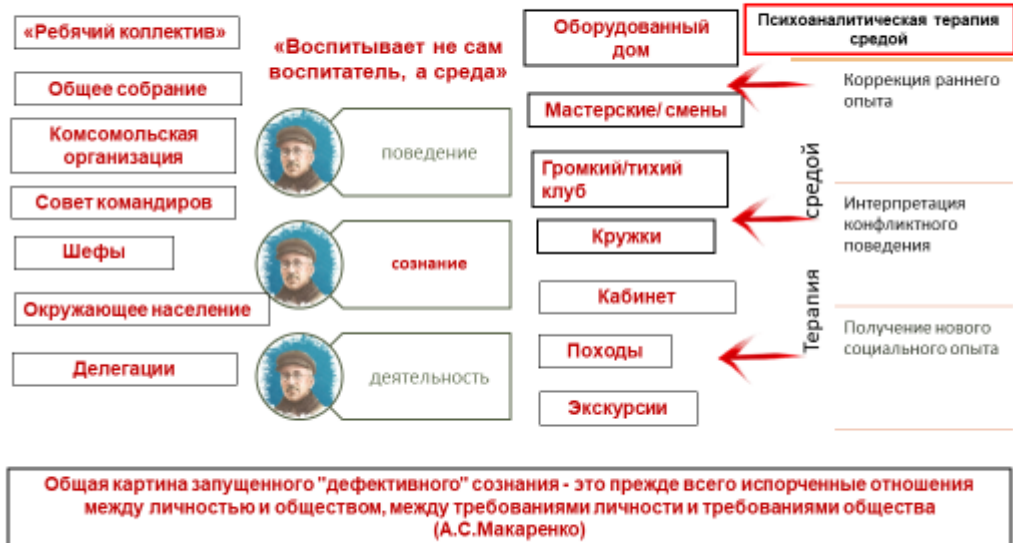 «Ребячий коллектив»
Общее собрание
Комсомольская
организация
Совет командиров
Шефы
Окружающее население
Делегации
«Воспитывает не сам
воспитатель, а среда»
поведение
сознание
деятельность
Оборудованный
дом
Мастерские/ смены
Громкий/тихий
клуб
Кружки
Кабинет
Походы
Экскурсии
Психоаналитическая терапия
средой
Терапия средой
Коррекция раннего
опыта
Интерпретация
конфликтного
поведения
Получение нового
социального опыта
Общая картина запущенного "дефективного" сознания - это прежде всего испорченные отношения
между личностью и обществом, между требованиями личности и требованиями общества
(А.С.Макаренко)